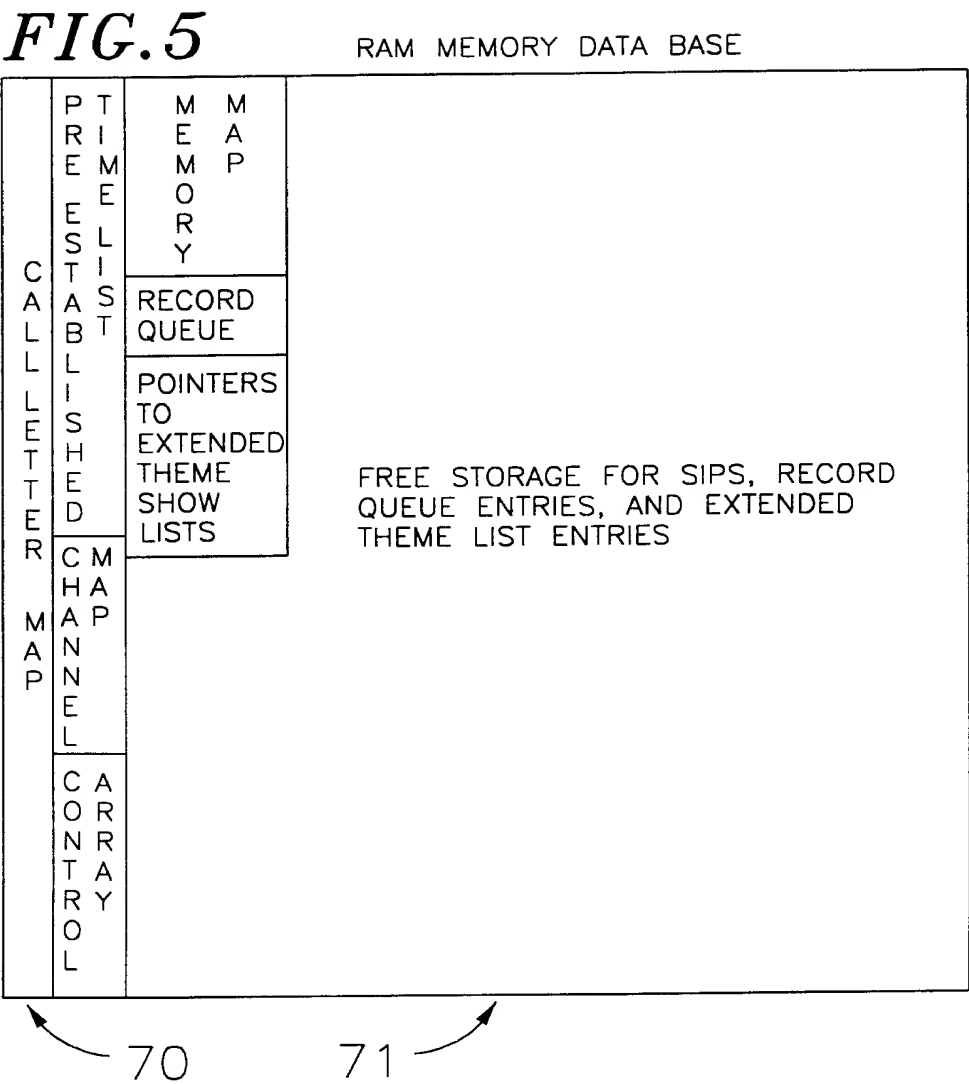 FIG.5
RAM MEMORY DATA BASE
CALL LETTER MAP
PRE ESTABLISHED
TIME LIST
CHANNEL
MAP
CONTROL
ARRAY
MEMORY
MAP
RECORD
QUEUE
POINTERS
TO
EXTENDED
THEME
SHOW
LISTS
FREE STORAGE FOR SIPS, RECORD
QUEUE ENTRIES, AND EXTENDED
THEME LIST ENTRIES
70
71